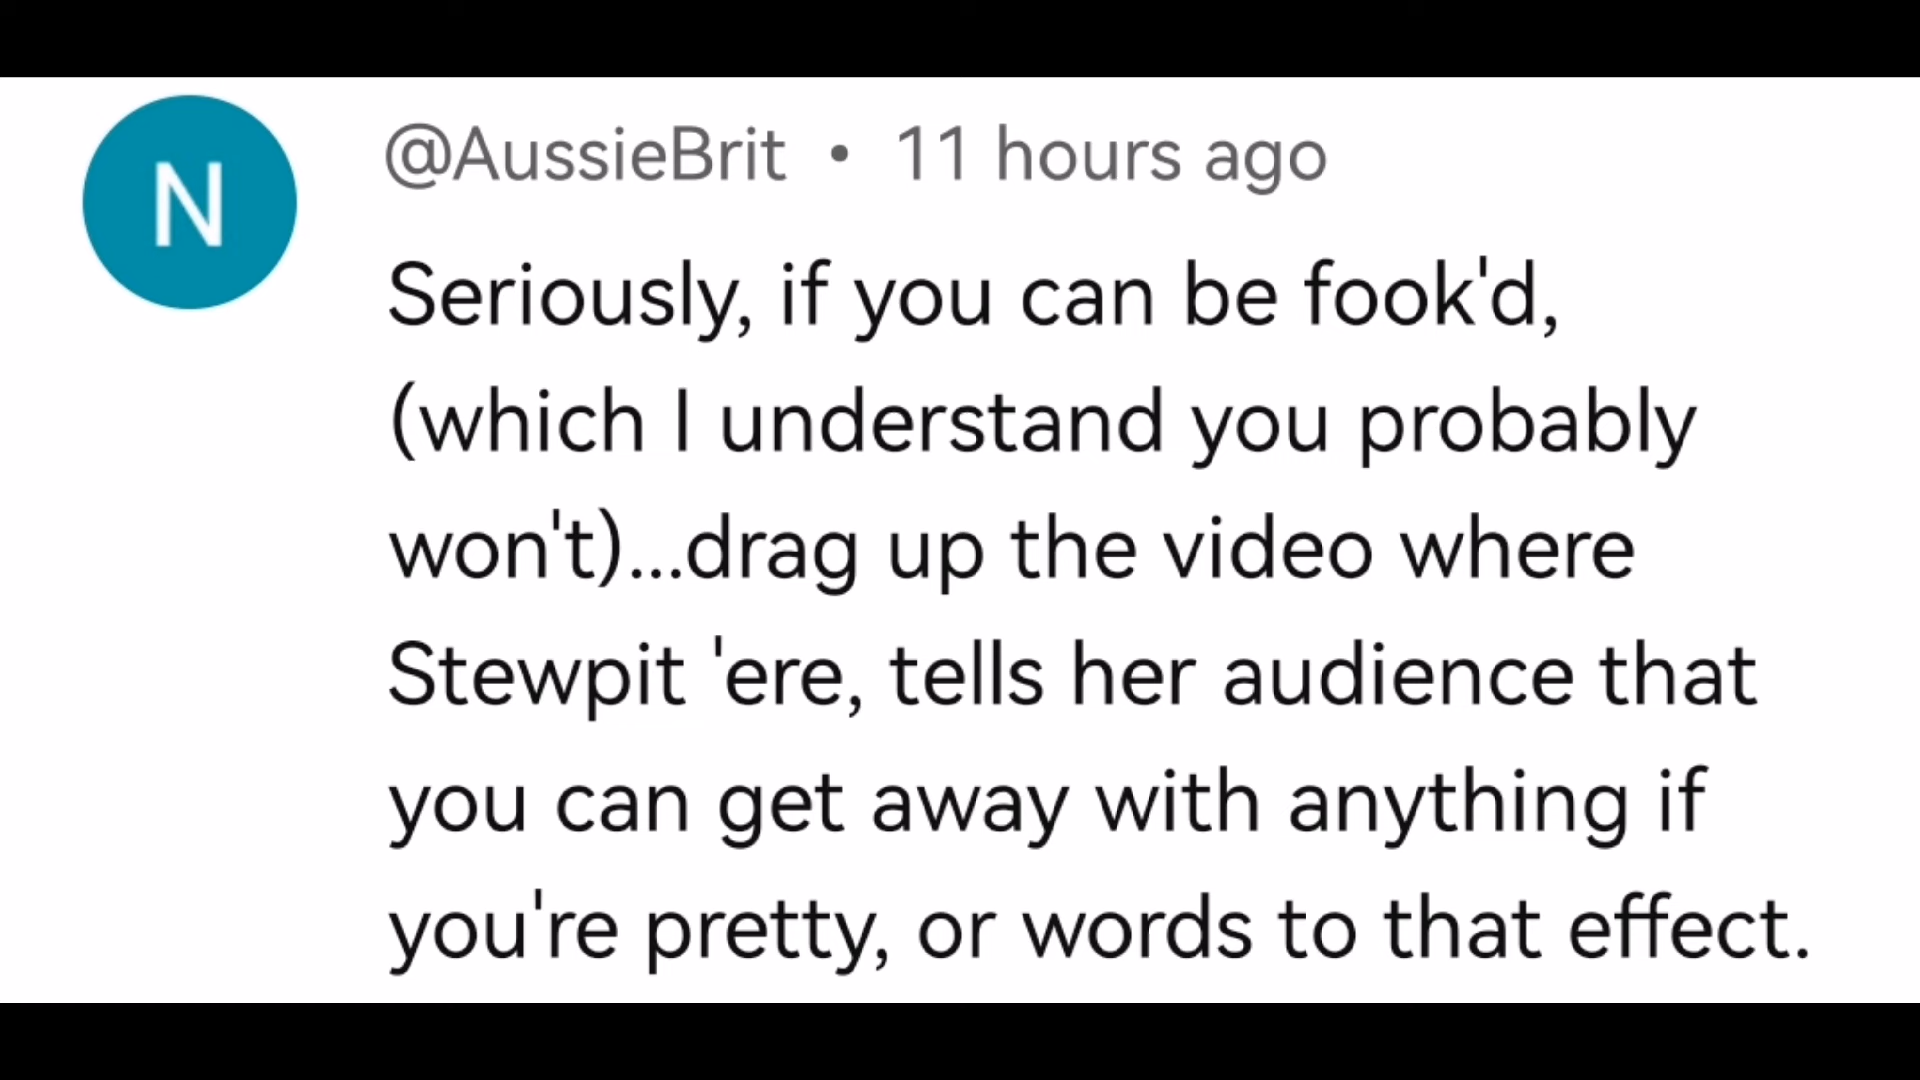 N
@AussieBrit • 11 hours ago
Seriously, if you can be fook'd,
(which I understand you probably
won't)...drag up the video where
Stewpit 'ere, tells her audience that
you can get away with anything if
you're pretty, or words to that effect.